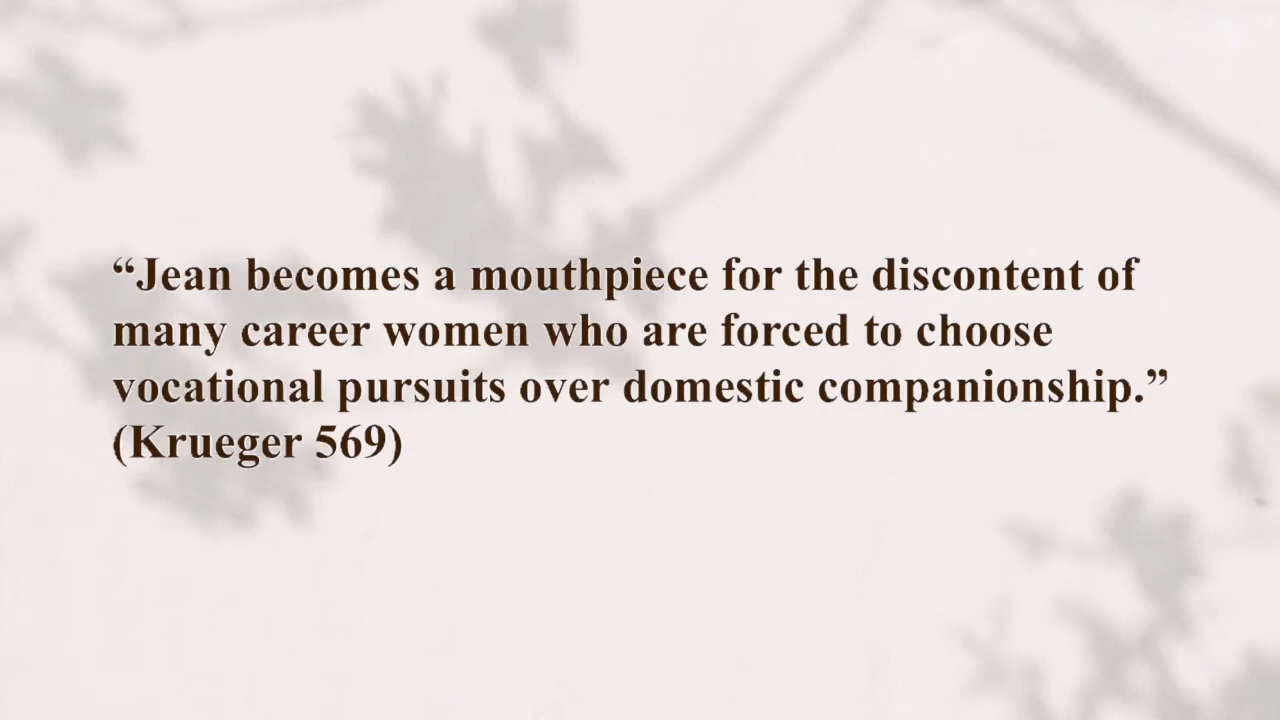 “Jean becomes a mouthpiece for the discontent of
many career women who are forced to choose
vocational pursuits over domestic companionship.”
(Krueger 569)